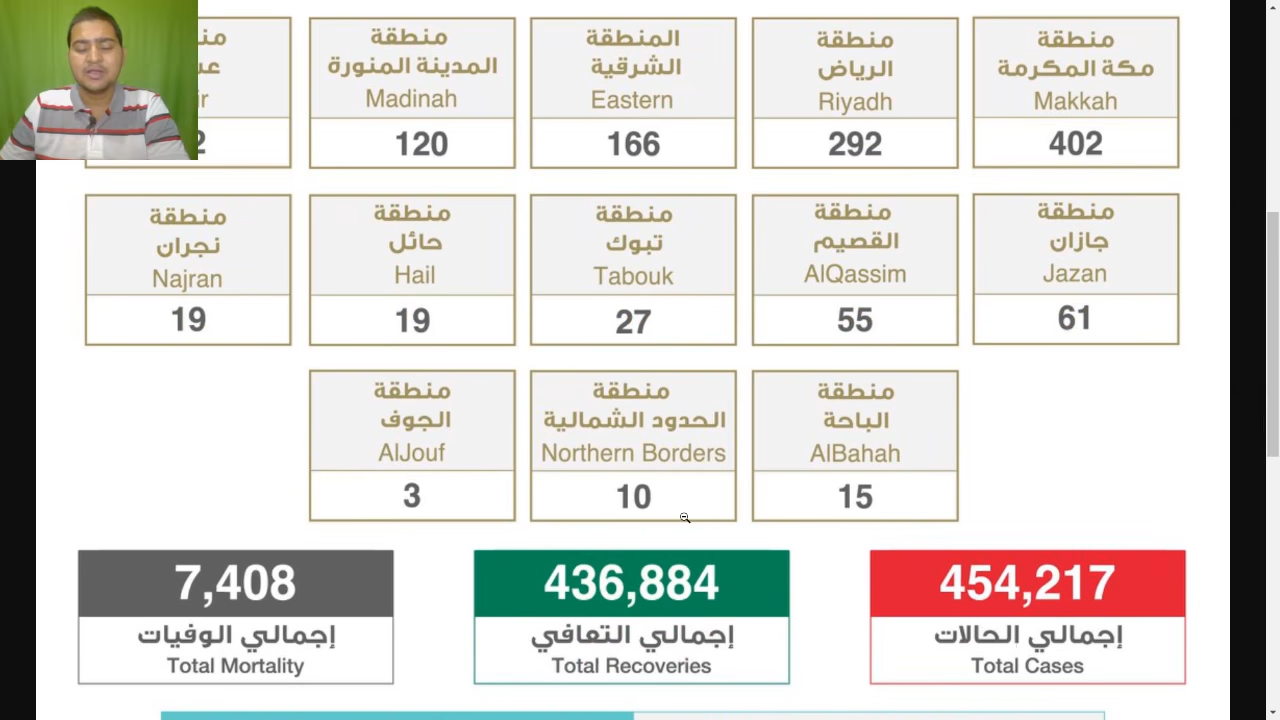 منطقة
مكة المكرمة
Makkah
402
منطقة
الرياض
Riyadh
292
المنطقة
الشرقية
Eastern
166
منطقة
المدينة المنورة
Madinah
120
منطقة
جازان
Jazan
61
منطقة
القصيم
AlQassim
55
منطقة
تبوك
Tabouk
27
منطقة
حائل
Hail
19
منطقة
نجران
Najran
19
منطقة
الباحة
AlBahah
15
منطقة
الحدود الشمالية
Northern Borders
10
منطقة
الجوف
AlJouf
3
454,217
إجمالي الحالات
Total Cases
436,884
إجمالي التعافي
Total Recoveries
7,408
إجمالي الوفيات
Total Mortality